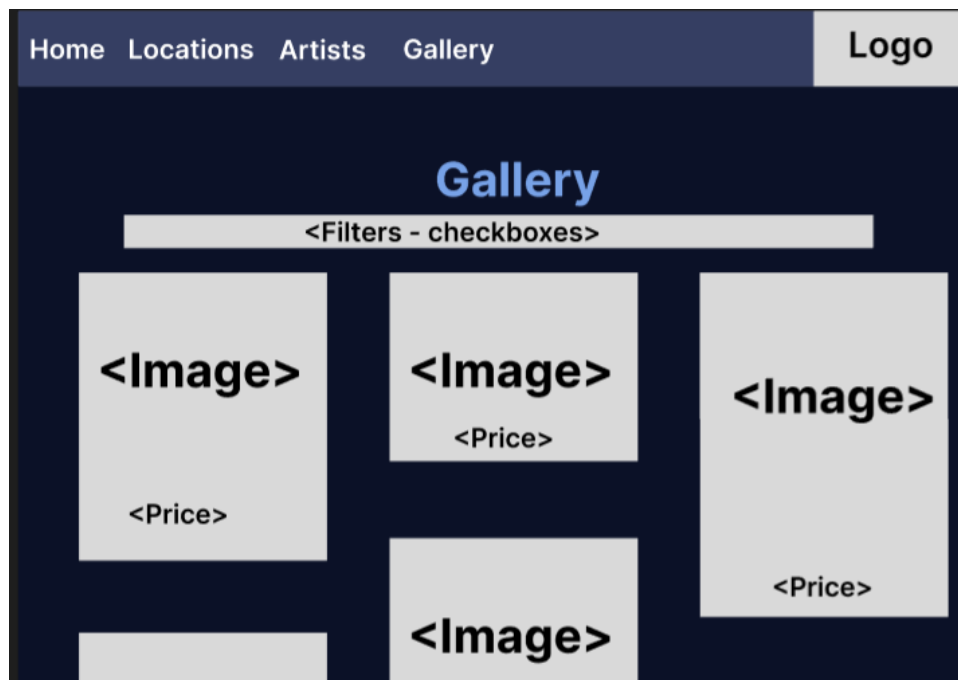 Home Locations Artists Gallery Logo
Gallery
<Filters - checkboxes>
<Image> <Image> <Image>
<Price>
<Price>
<Price>
<Image>